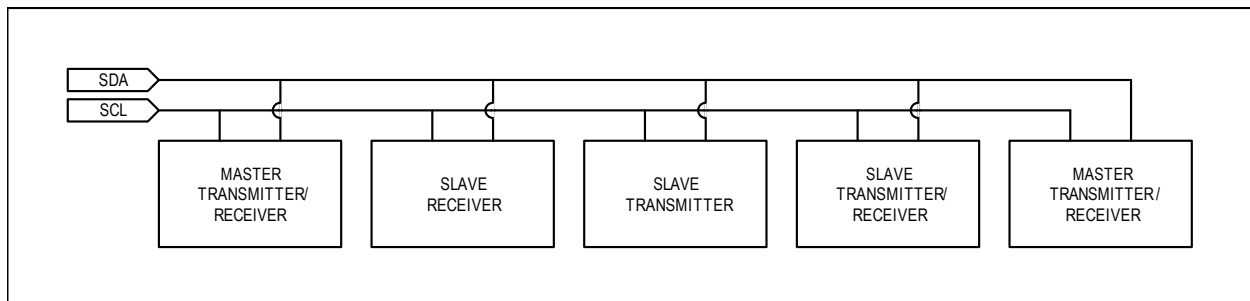 SDA
SCL
MASTER
TRANSMITTER/
RECEIVER
SLAVE
RECEIVER
SLAVE
TRANSMITTER
SLAVE
TRANSMITTER/
RECEIVER
MASTER
TRANSMITTER/
RECEIVER